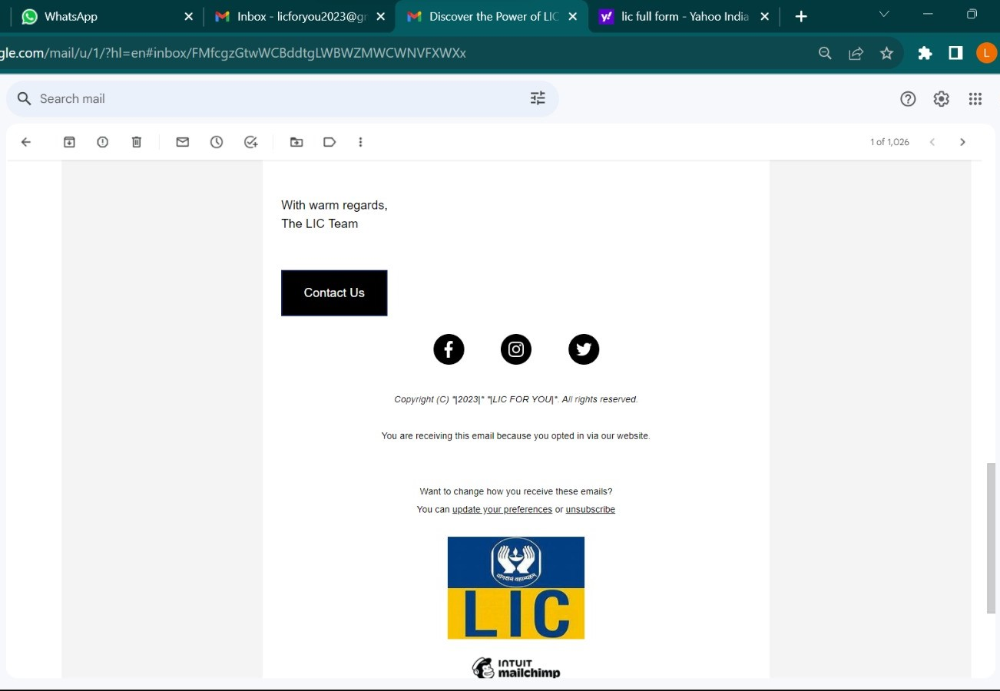 WhatsApp
Inbox - licforyou2023@gr
Discover the Power of LIC
lic full form - Yahoo India
gle.com/mail/u/1/?hl=en#inbox/FMfcgzGtwWCBddtgLWBWZMWCWNVFXWXx
L
Search mail
1 of 1,026
With warm regards,
The LIC Team
Contact Us
Copyright (C) *|2023|* *|LIC FOR YOU|*. All rights reserved.
You are receiving this email because you opted in via our website.
Want to change how you receive these emails?
You can update your preferences or unsubscribe
योगक्षेमं वहाम्यहम्
LIC
INTUIT
mailchimp